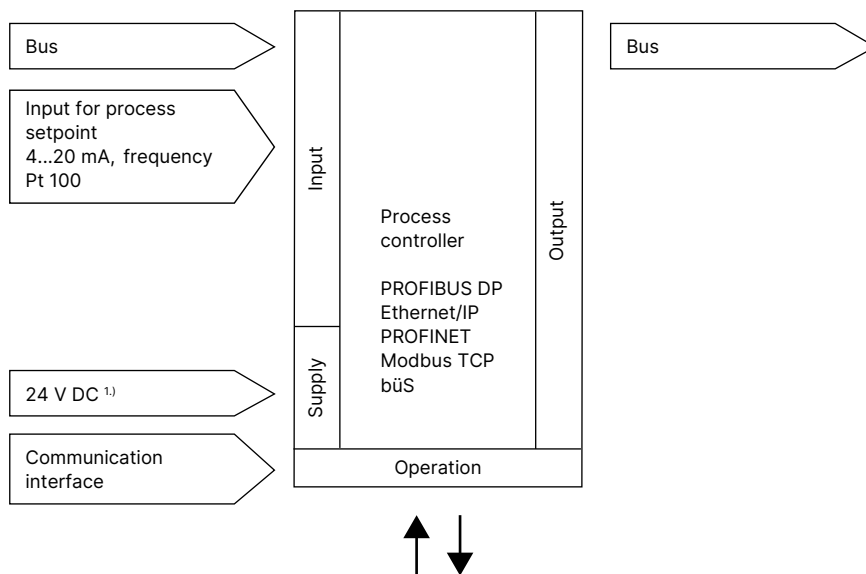 Bus
Input for process
setpoint
4...20 mA, frequency
Pt 100
24 V DC 1.)
Communication
interface
Input
Supply
Process
controller
PROFIBUS DP
Ethernet/IP
PROFINET
Modbus TCP
büS
Output
Operation
Bus